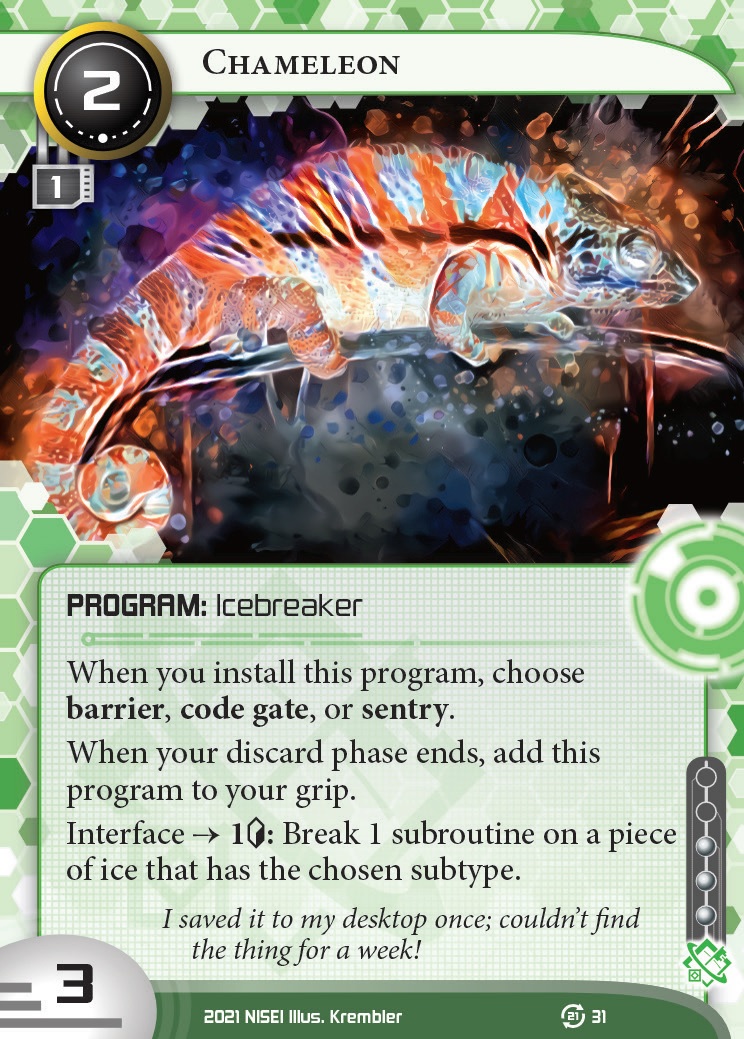 2
Chameleon
1
PROGRAM: Icebreaker
When you install this program, choose
barrier, code gate, or sentry.
When your discard phase ends, add this
program to your grip.
Interface → 1: Break 1 subroutine on a piece
of ice that has the chosen subtype.
I saved it to my desktop once; couldn't find
the thing for a week!
3
2021 NISEI Illus. Krembler
21 31